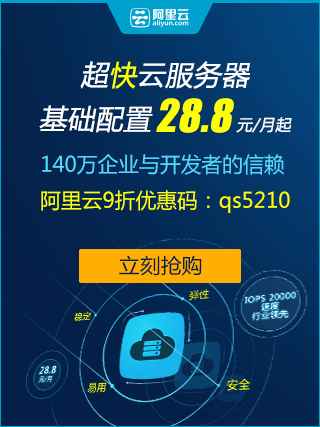 阿里云
aliyun.com
超快云服务器
基础配置 28.8 元/月起
140万企业与开发者的信赖
阿里云9折优惠码：qs5210
立刻抢购
弹性
IOPS 20000
速度
行业领先
稳定
28.8
元/月
易用
安全